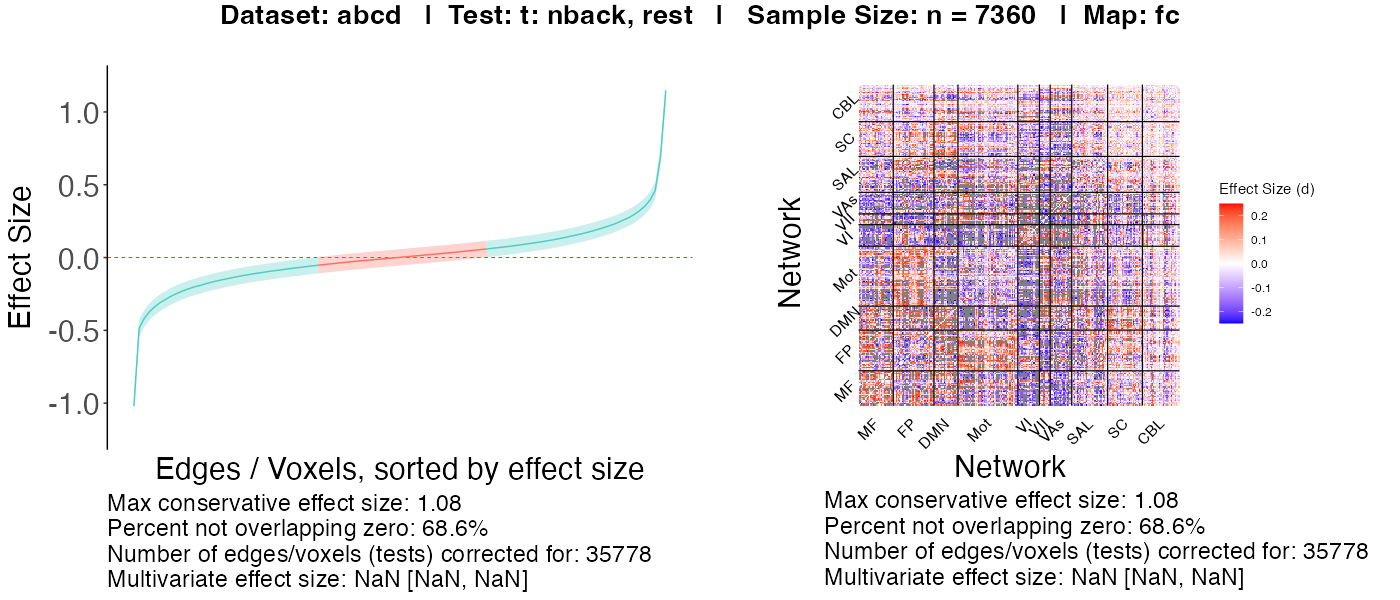 Dataset: abcd | Test: t: nback, rest | Sample Size: n = 7360 | Map: fc
Effect Size
1.0
0.5
0.0
-0.5
-1.0
Edges / Voxels, sorted by effect size
Max conservative effect size: 1.08
Percent not overlapping zero: 68.6%
Number of edges/voxels (tests) corrected for: 35778
Multivariate effect size: NaN [NaN, NaN]
Network
CBL
SC
SAL
VAs
VII
VI
Mot
DMN
FP
MF
MF
FP
DMN
Mot
VI
VII
VAs
SAL
SC
CBL
Network
Effect Size (d)
0.2
0.1
0.0
-0.1
-0.2
Max conservative effect size: 1.08
Percent not overlapping zero: 68.6%
Number of edges/voxels (tests) corrected for: 35778
Multivariate effect size: NaN [NaN, NaN]